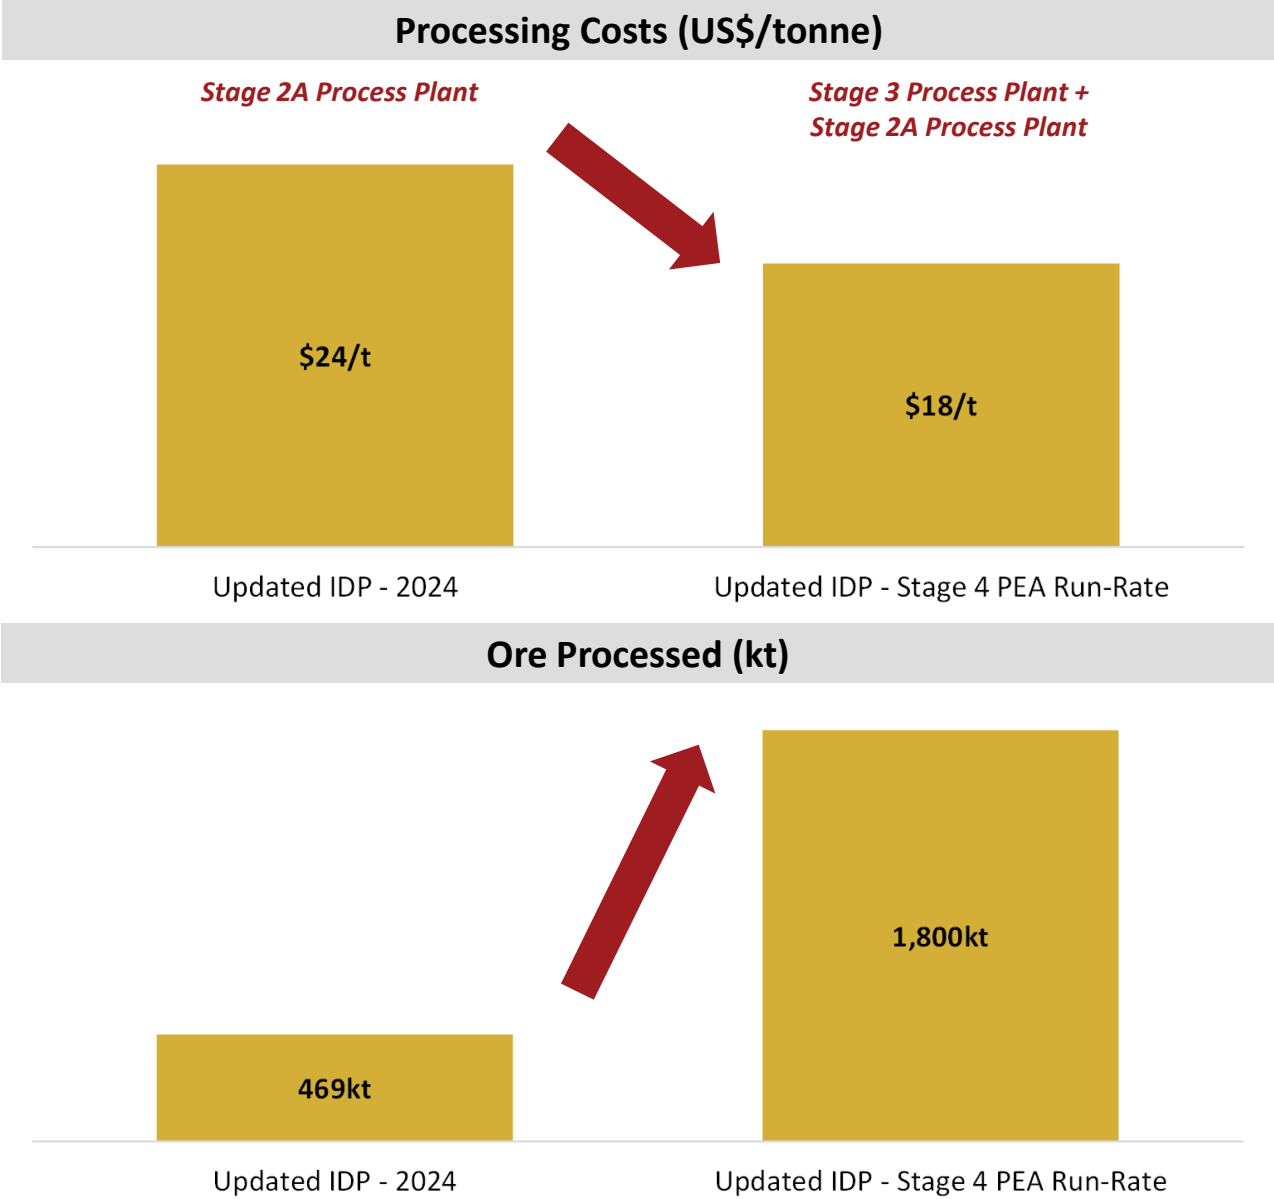 Processing Costs (US$/tonne)
Stage 2A Process Plant
Stage 3 Process Plant +
Stage 2A Process Plant
$24/t
$18/t
Updated IDP - 2024
Updated IDP - Stage 4 PEA Run-Rate
Ore Processed (kt)
1,800kt
469kt
Updated IDP - 2024
Updated IDP - Stage 4 PEA Run-Rate